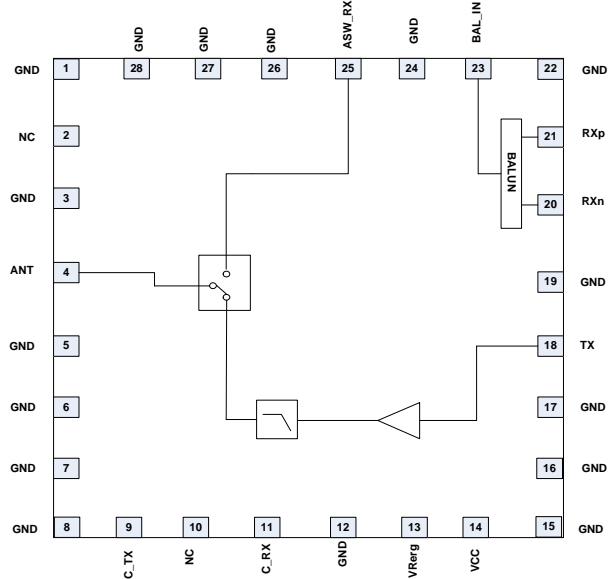 GND GND GND ASW_RX GND BAL_IN
GND 1 28 27 26 25 24 23 22 GND
NC 2 21 RXp
BALUN
GND 3 20 RXn
ANT 4 19 GND
GND 5 18 TX
GND 6 17 GND
GND 7 16 GND
GND 8 9 10 11 12 13 14 15 GND
C_TX NC C_RX GND VRerg VCC